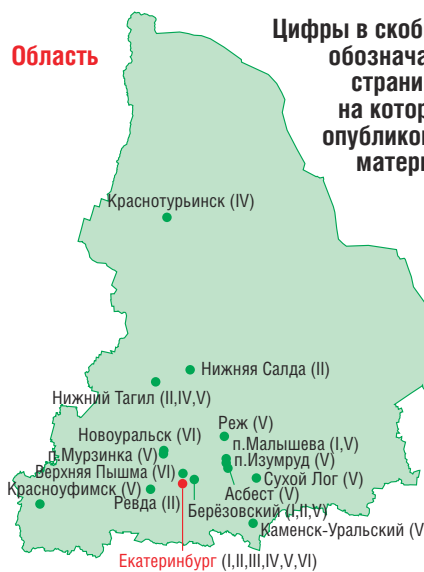 Область
Цифры в скоб
обознача
страни
на котор
опубликов
матери
Краснотурьинск (IV)
Нижняя Салда (II)
Нижний Тагил (II,IV,V)
Реж (V)
Новоуральск (VI)
п.Малышева (I,V)
п.Мурзинка (V)
п.Изумруд (V)
Верхняя Пышма (VI)
Сухой Лог (V)
Красноуфимск (V)
Асбест (V)
Ревда (II)
Берёзовский (I,II,V)
Каменск-Уральский (V
Екатеринбург (I,II,III,IV,V,VI)